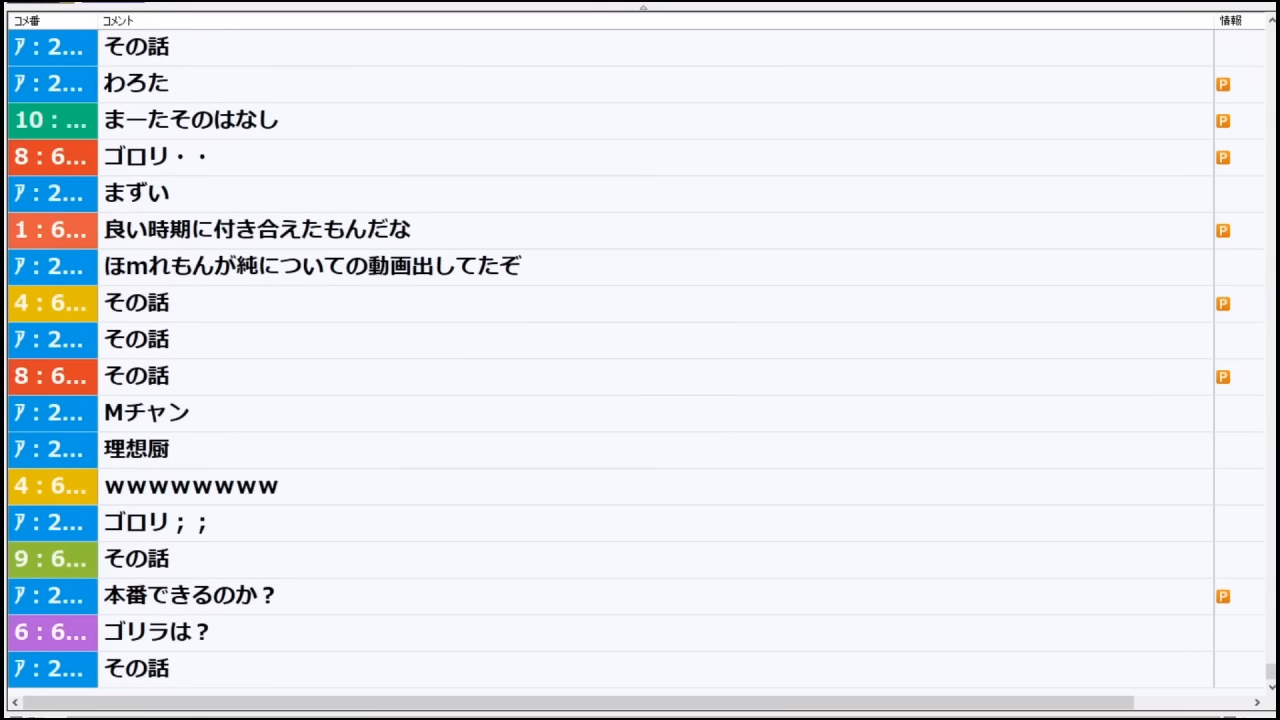 コメ番 コメント 情報
ｱ：2... その話
ｱ：2... わろた P
10：... まーたそのはなし P
8：6... ゴロリ・・ P
ｱ：2... まずい
1：6... 良い時期に付き合えたもんだな P
ｱ：2... ほmれもんが純についての動画出してたぞ
4：6... その話 P
ｱ：2... その話
8：6... その話 P
ｱ：2... Mチャン
ｱ：2... 理想厨
4：6... ｗｗｗｗｗｗｗｗ
ｱ：2... ゴロリ；；
9：6... その話
ｱ：2... 本番できるのか？ P
6：6... ゴリラは？
ｱ：2... その話